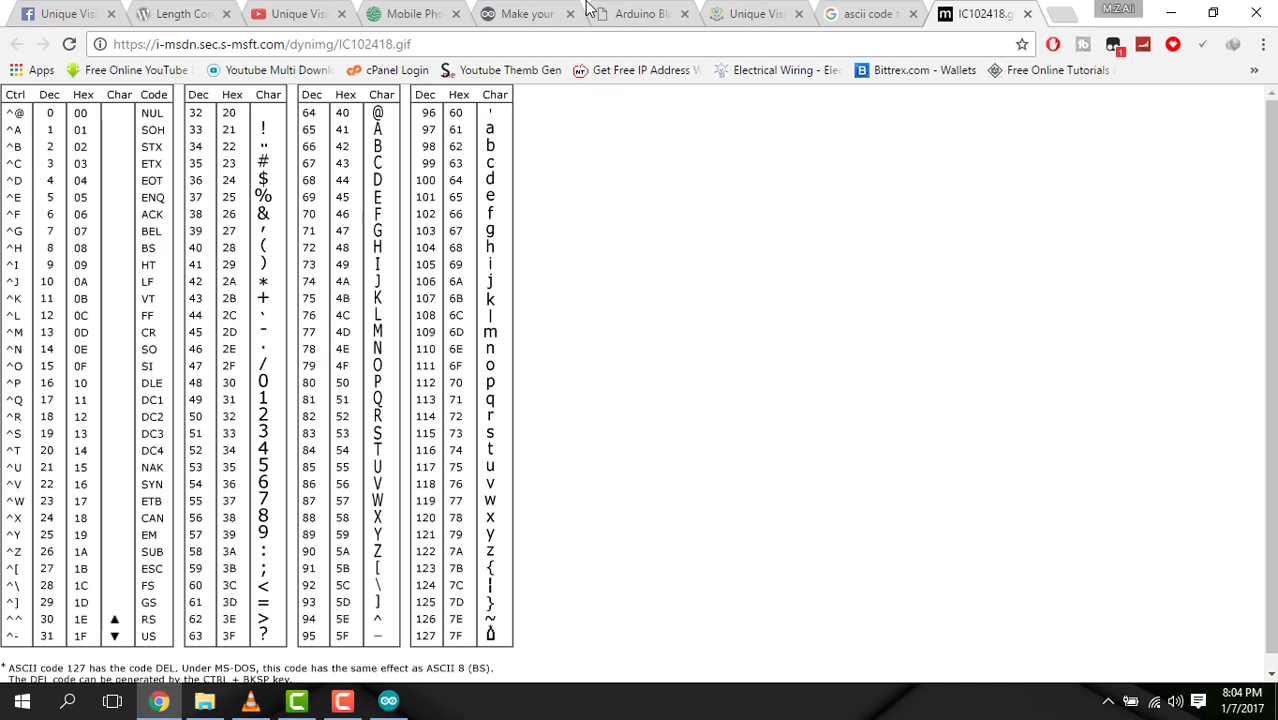 Unique Vis
Length Con
Unique Vis
Mobile Pho
Make your
Arduino Bl
Unique Vis
ascii code t
IC102418.g
M.Z.Ali
https://i-msdn.sec.s-msft.com/dynimg/IC102418.gif
Apps
Free Online YouTube
Youtube Multi Down
cPanel Login
Youtube Themb Gen
Get Free IP Address
Electrical Wiring - Ele
Bittrex.com - Wallets
Free Online Tutorials
»
Ctrl Dec Hex Char Code Dec Hex Char Dec Hex Char Dec Hex Char
^@ 0 00 NUL 32 20 64 40 @ 96 60 '
^A 1 01 SOH 33 21 ! 65 41 A 97 61 a
^B 2 02 STX 34 22 " 66 42 B 98 62 b
^C 3 03 ETX 35 23 # 67 43 C 99 63 c
^D 4 04 EOT 36 24 $ 68 44 D 100 64 d
^E 5 05 ENQ 37 25 % 69 45 E 101 65 e
^F 6 06 ACK 38 26 & 70 46 F 102 66 f
^G 7 07 BEL 39 27 ′ 71 47 G 103 67 g
^H 8 08 BS 40 28 ( 72 48 H 104 68 h
^I 9 09 HT 41 29 ) 73 49 I 105 69 i
^J 10 0A LF 42 2A * 74 4A J 106 6A j
^K 11 0B VT 43 2B + 75 4B K 107 6B k
^L 12 0C FF 44 2C ` 76 4C L 108 6C l
^M 13 0D CR 45 2D - 77 4D M 109 6D m
^N 14 0E SO 46 2E · 78 4E N 110 6E n
^O 15 0F SI 47 2F / 79 4F O 111 6F o
^P 16 10 DLE 48 30 0 80 50 P 112 70 p
^Q 17 11 DC1 49 31 1 81 51 Q 113 71 q
^R 18 12 DC2 50 32 2 82 52 R 114 72 r
^S 19 13 DC3 51 33 3 83 53 S 115 73 s
^T 20 14 DC4 52 34 4 84 54 T 116 74 t
^U 21 15 NAK 53 35 5 85 55 U 117 75 u
^V 22 16 SYN 54 36 6 86 56 V 118 76 v
^W 23 17 ETB 55 37 7 87 57 W 119 77 w
^X 24 18 CAN 56 38 8 88 58 X 120 78 x
^Y 25 19 EM 57 39 9 89 59 Y 121 79 y
^Z 26 1A SUB 58 3A : 90 5A Z 122 7A z
^[ 27 1B ESC 59 3B ; 91 5B [ 123 7B {
^\ 28 1C FS 60 3C < 92 5C \ 124 7C ¦
^] 29 1D GS 61 3D = 93 5D ] 125 7D }
^^ 30 1E ▲ RS 62 3E > 94 5E ^ 126 7E ~
^- 31 1F ▼ US 63 3F ? 95 5F _ 127 7F
* ASCII code 127 has the code DEL. Under MS-DOS, this code has the same effect as ASCII 8 (BS).
The DEL code can be generated by the CTRL + BKSP key.
8:04 PM
1/7/2017